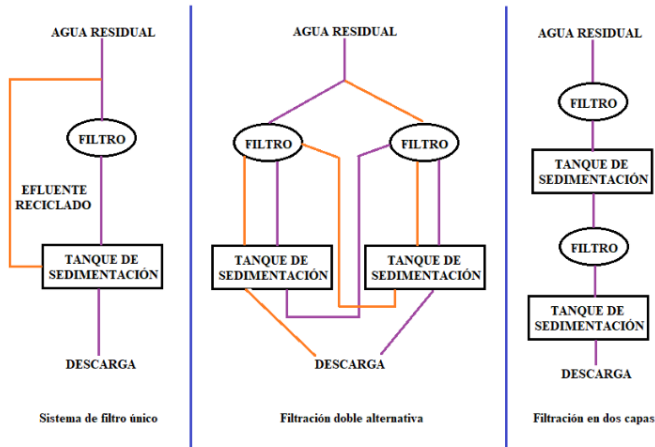 AGUA RESIDUAL
FILTRO
EFLUENTE
RECICLADO
TANQUE DE
SEDIMENTACIÓN
DESCARGA
Sistema de filtro único
AGUA RESIDUAL
FILTRO
FILTRO
TANQUE DE
SEDIMENTACIÓN
TANQUE DE
SEDIMENTACIÓN
DESCARGA
Filtración doble alternativa
AGUA RESIDUAL
FILTRO
TANQUE DE
SEDIMENTACIÓN
FILTRO
TANQUE DE
SEDIMENTACIÓN
DESCARGA
Filtración en dos capas